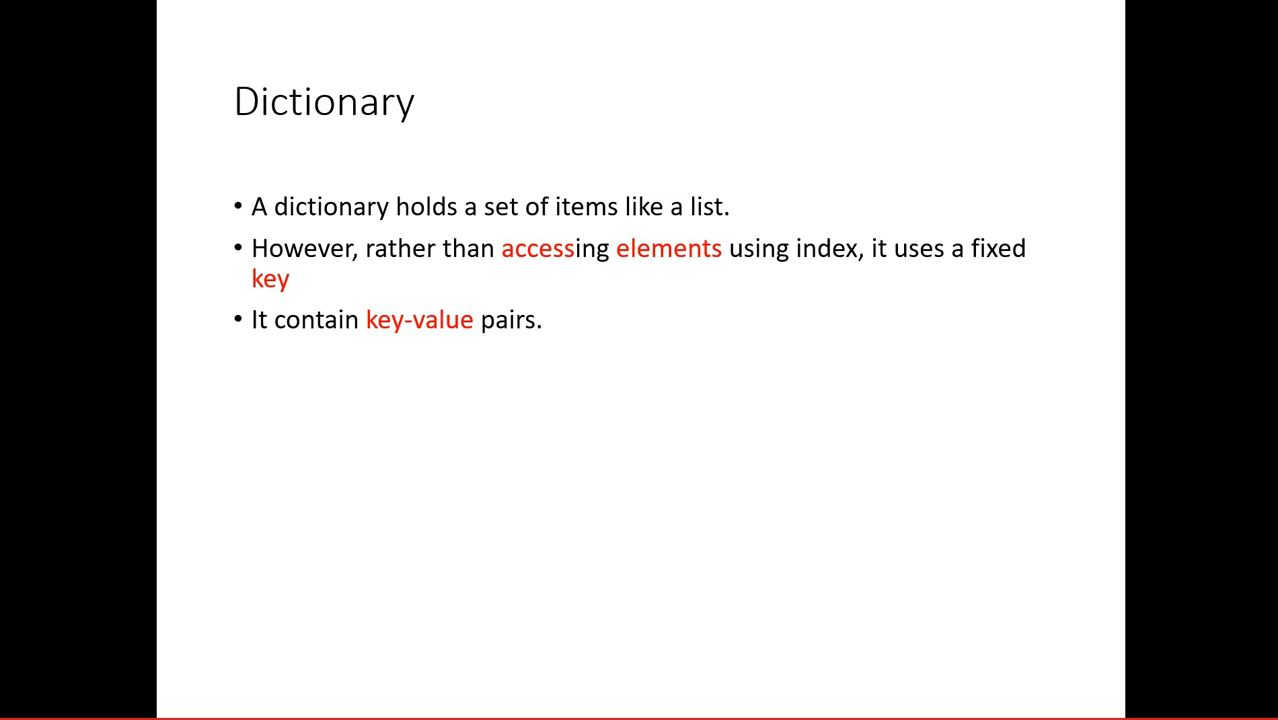 Dictionary
• A dictionary holds a set of items like a list.
• However, rather than accessing elements using index, it uses a fixed
key
• It contain key-value pairs.